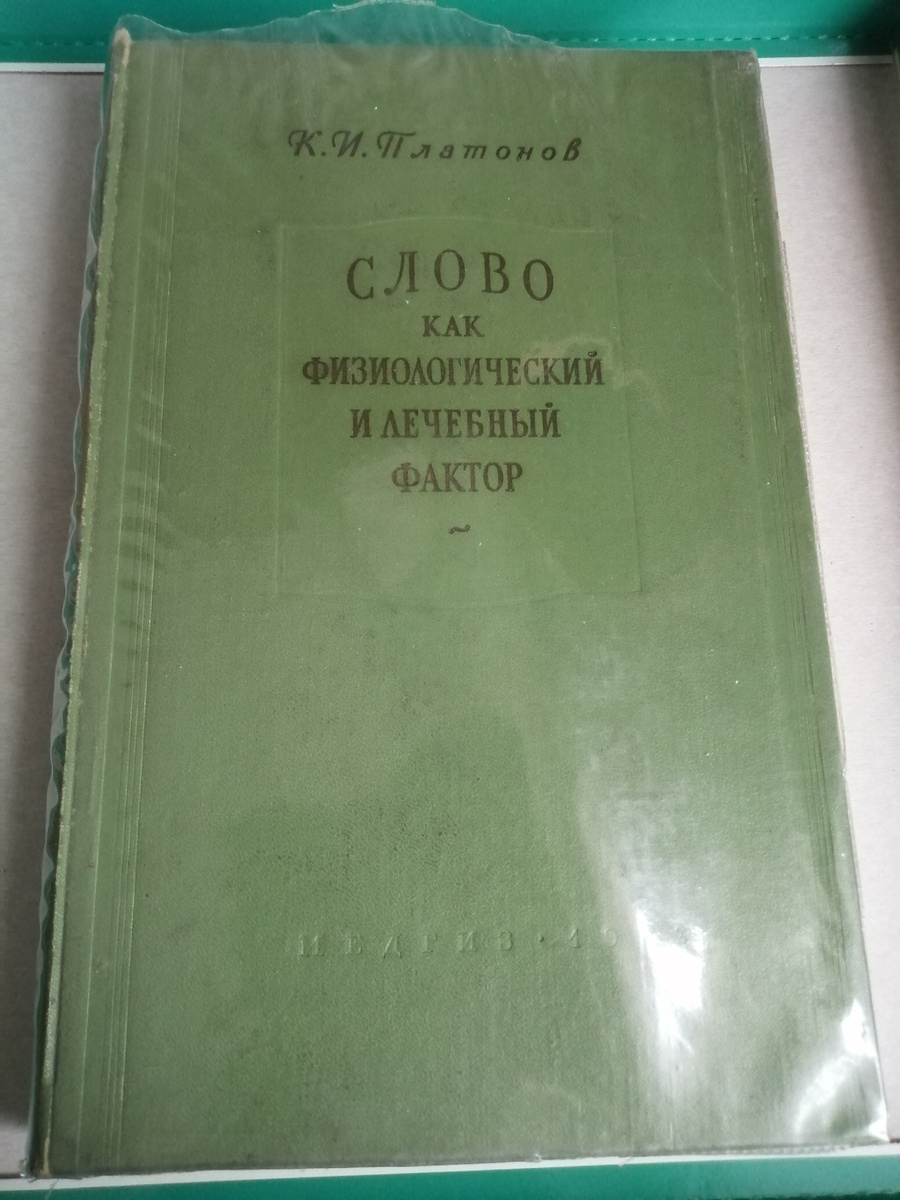 К. И. Платонов
СЛОВО
КАК
ФИЗИОЛОГИЧЕСКИЙ
И ЛЕЧЕБНЫЙ
ФАКТОР
МЕДГИЗ ·